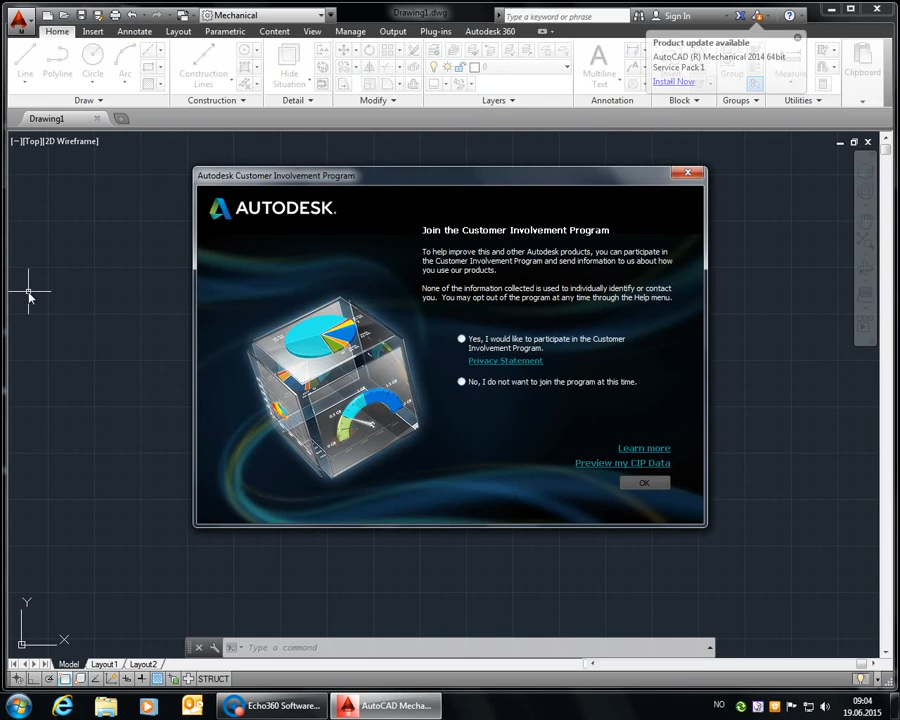 Mechanical
Drawing1.dwg
Type a keyword or phrase
Sign In
Home
Insert
Annotate
Layout
Parametric
Content
View
Manage
Output
Plug-ins
Autodesk 360
Product update available
AutoCAD (R) Mechanical 2014 64bit
Service Pack 1
Install Now
Line
Polyline
Circle
Arc
Construction
Lines
Hide
Situation
0
Multiline
Text
Group
Measure
Clipboard
Draw
Construction
Detail
Modify
Layers
Annotation
Block
Groups
Utilities
Drawing1
[−][Top][2D Wireframe]
Autodesk Customer Involvement Program
AUTODESK.
Join the Customer Involvement Program
To help improve this and other Autodesk products, you can participate in
the Customer Involvement Program and send information to us about how
you use our products.
None of the information collected is used to individually identify or contact
you. You may opt out of the program at any time through the Help menu.
Yes, I would like to participate in the Customer
Involvement Program.
Privacy Statement
No, I do not want to join the program at this time.
Learn more
Preview my CIP Data
OK
Y
X
Type a command
Model
Layout1
Layout2
STRUCT
Echo360 Software...
AutoCAD Mecha...
NO
09:04
19.06.2015